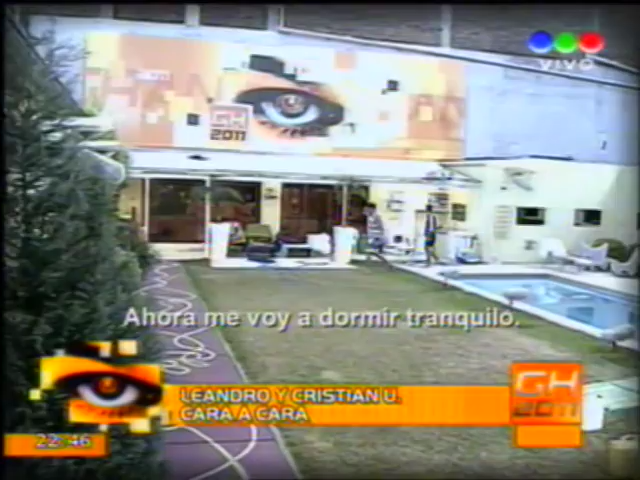 VIVO
GH
2011
Ahora me voy a dormir tranquilo.
LEANDRO Y CRISTIAN U.
CARA A CARA
GH
2011
22:46